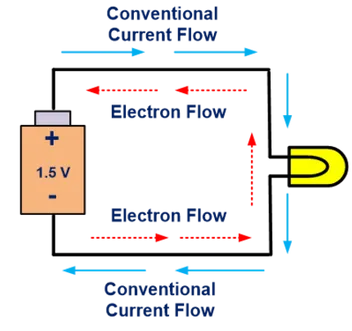 Conventional
Current Flow
Electron Flow
+
1.5 V
-
Electron Flow
Conventional
Current Flow